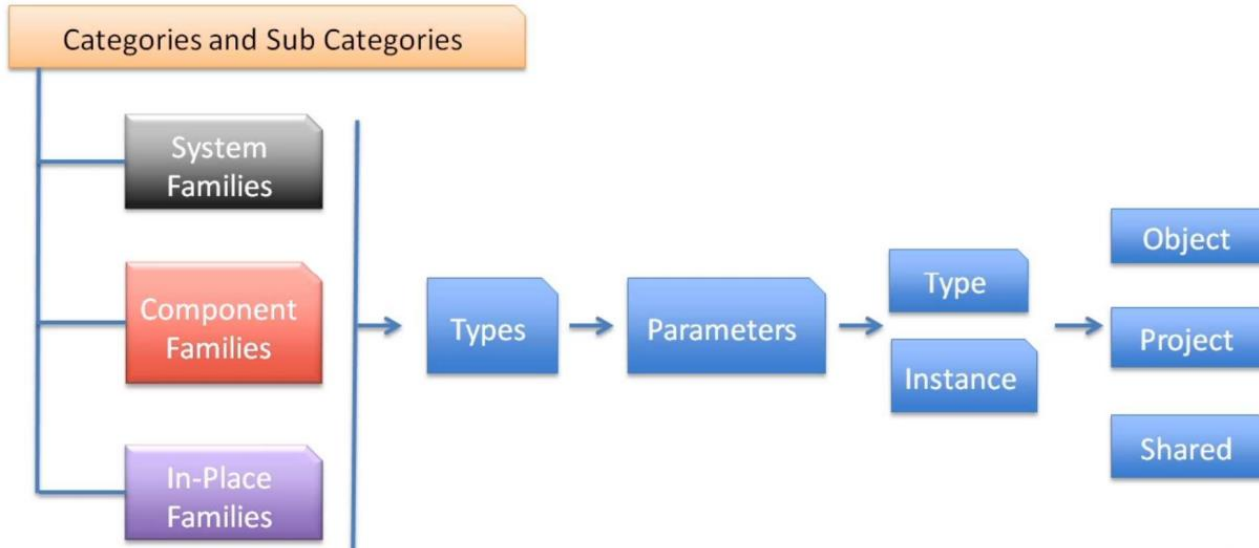 Categories and Sub Categories
System
Families
Component
Families
In-Place
Families
Types
Parameters
Type
Instance
Object
Project
Shared